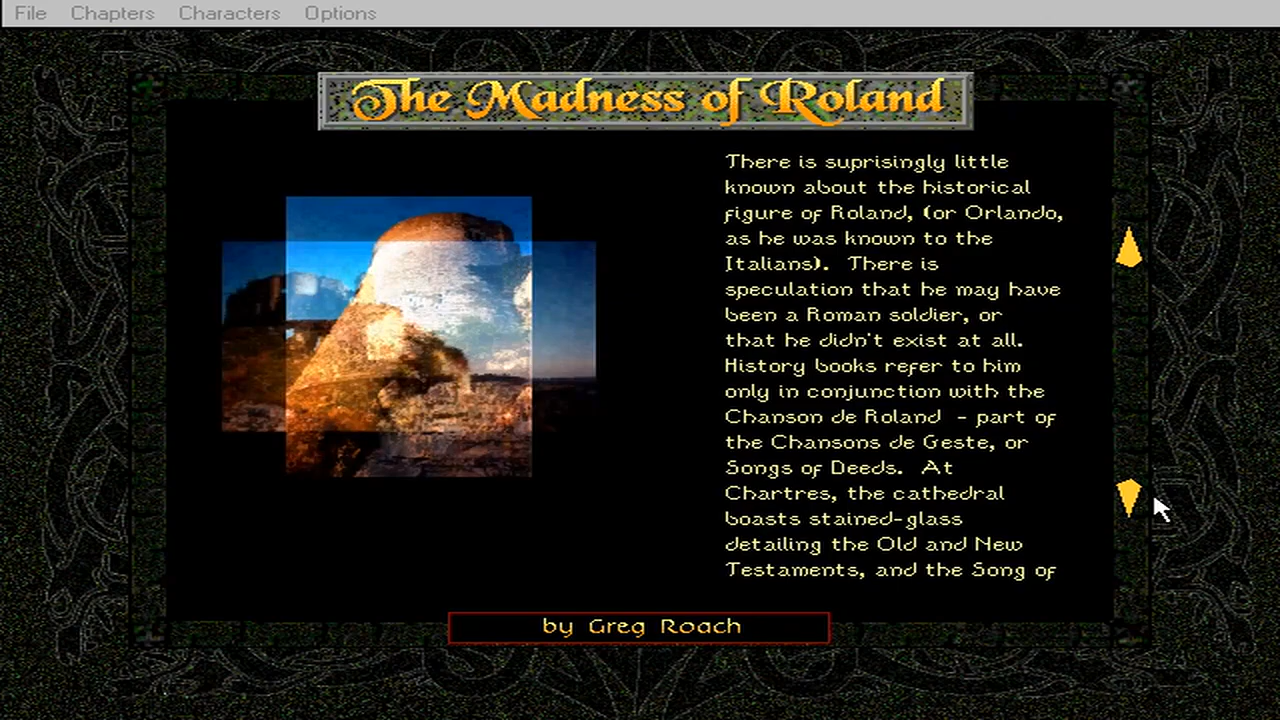 File Chapters Characters Options
The Madness of Roland
There is suprisingly little
known about the historical
figure of Roland, (or Orlando,
as he was known to the
Italians).  There is
speculation that he may have
been a Roman soldier, or
that he didn't exist at all.
History books refer to him
only in conjunction with the
Chanson de Roland  - part of
the Chansons de Geste, or
Songs of Deeds.  At
Chartres, the cathedral
boasts stained-glass
detailing the Old and New
Testaments, and the Song of
by Greg Roach